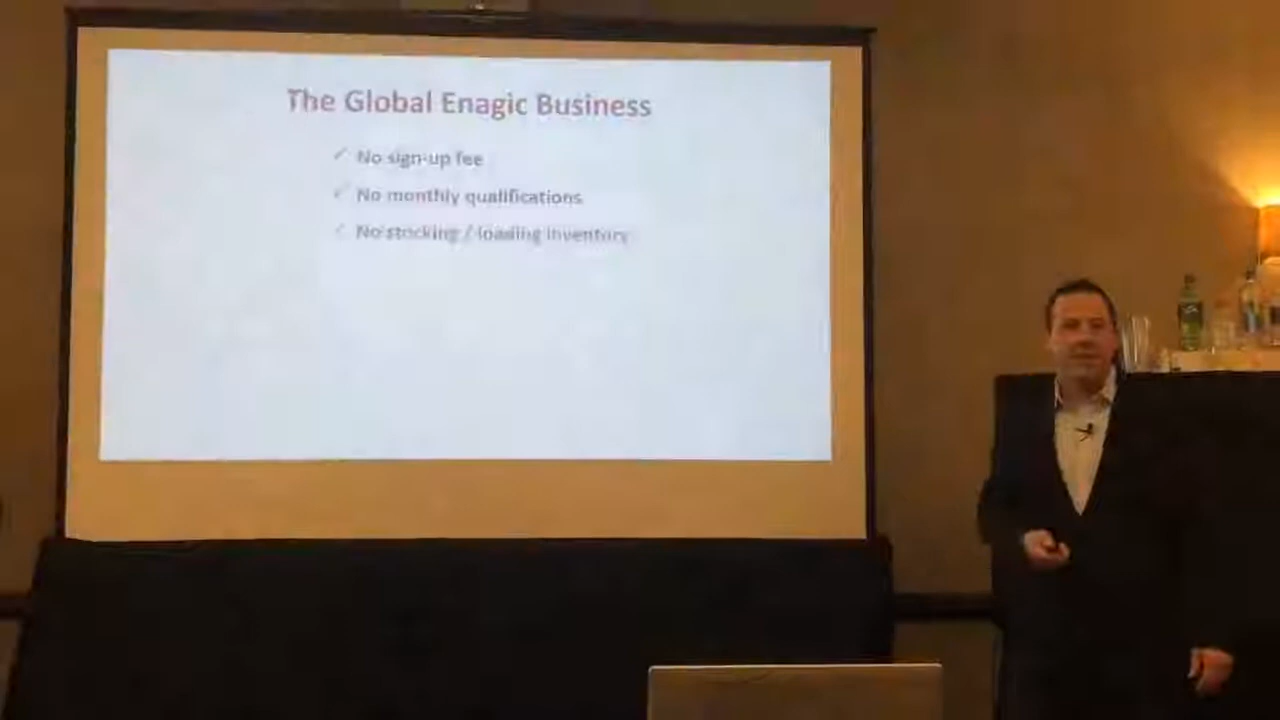 The Global Enagic Business
✓ No sign-up fee
✓ No monthly qualifications
✓ No stocking / loading inventory